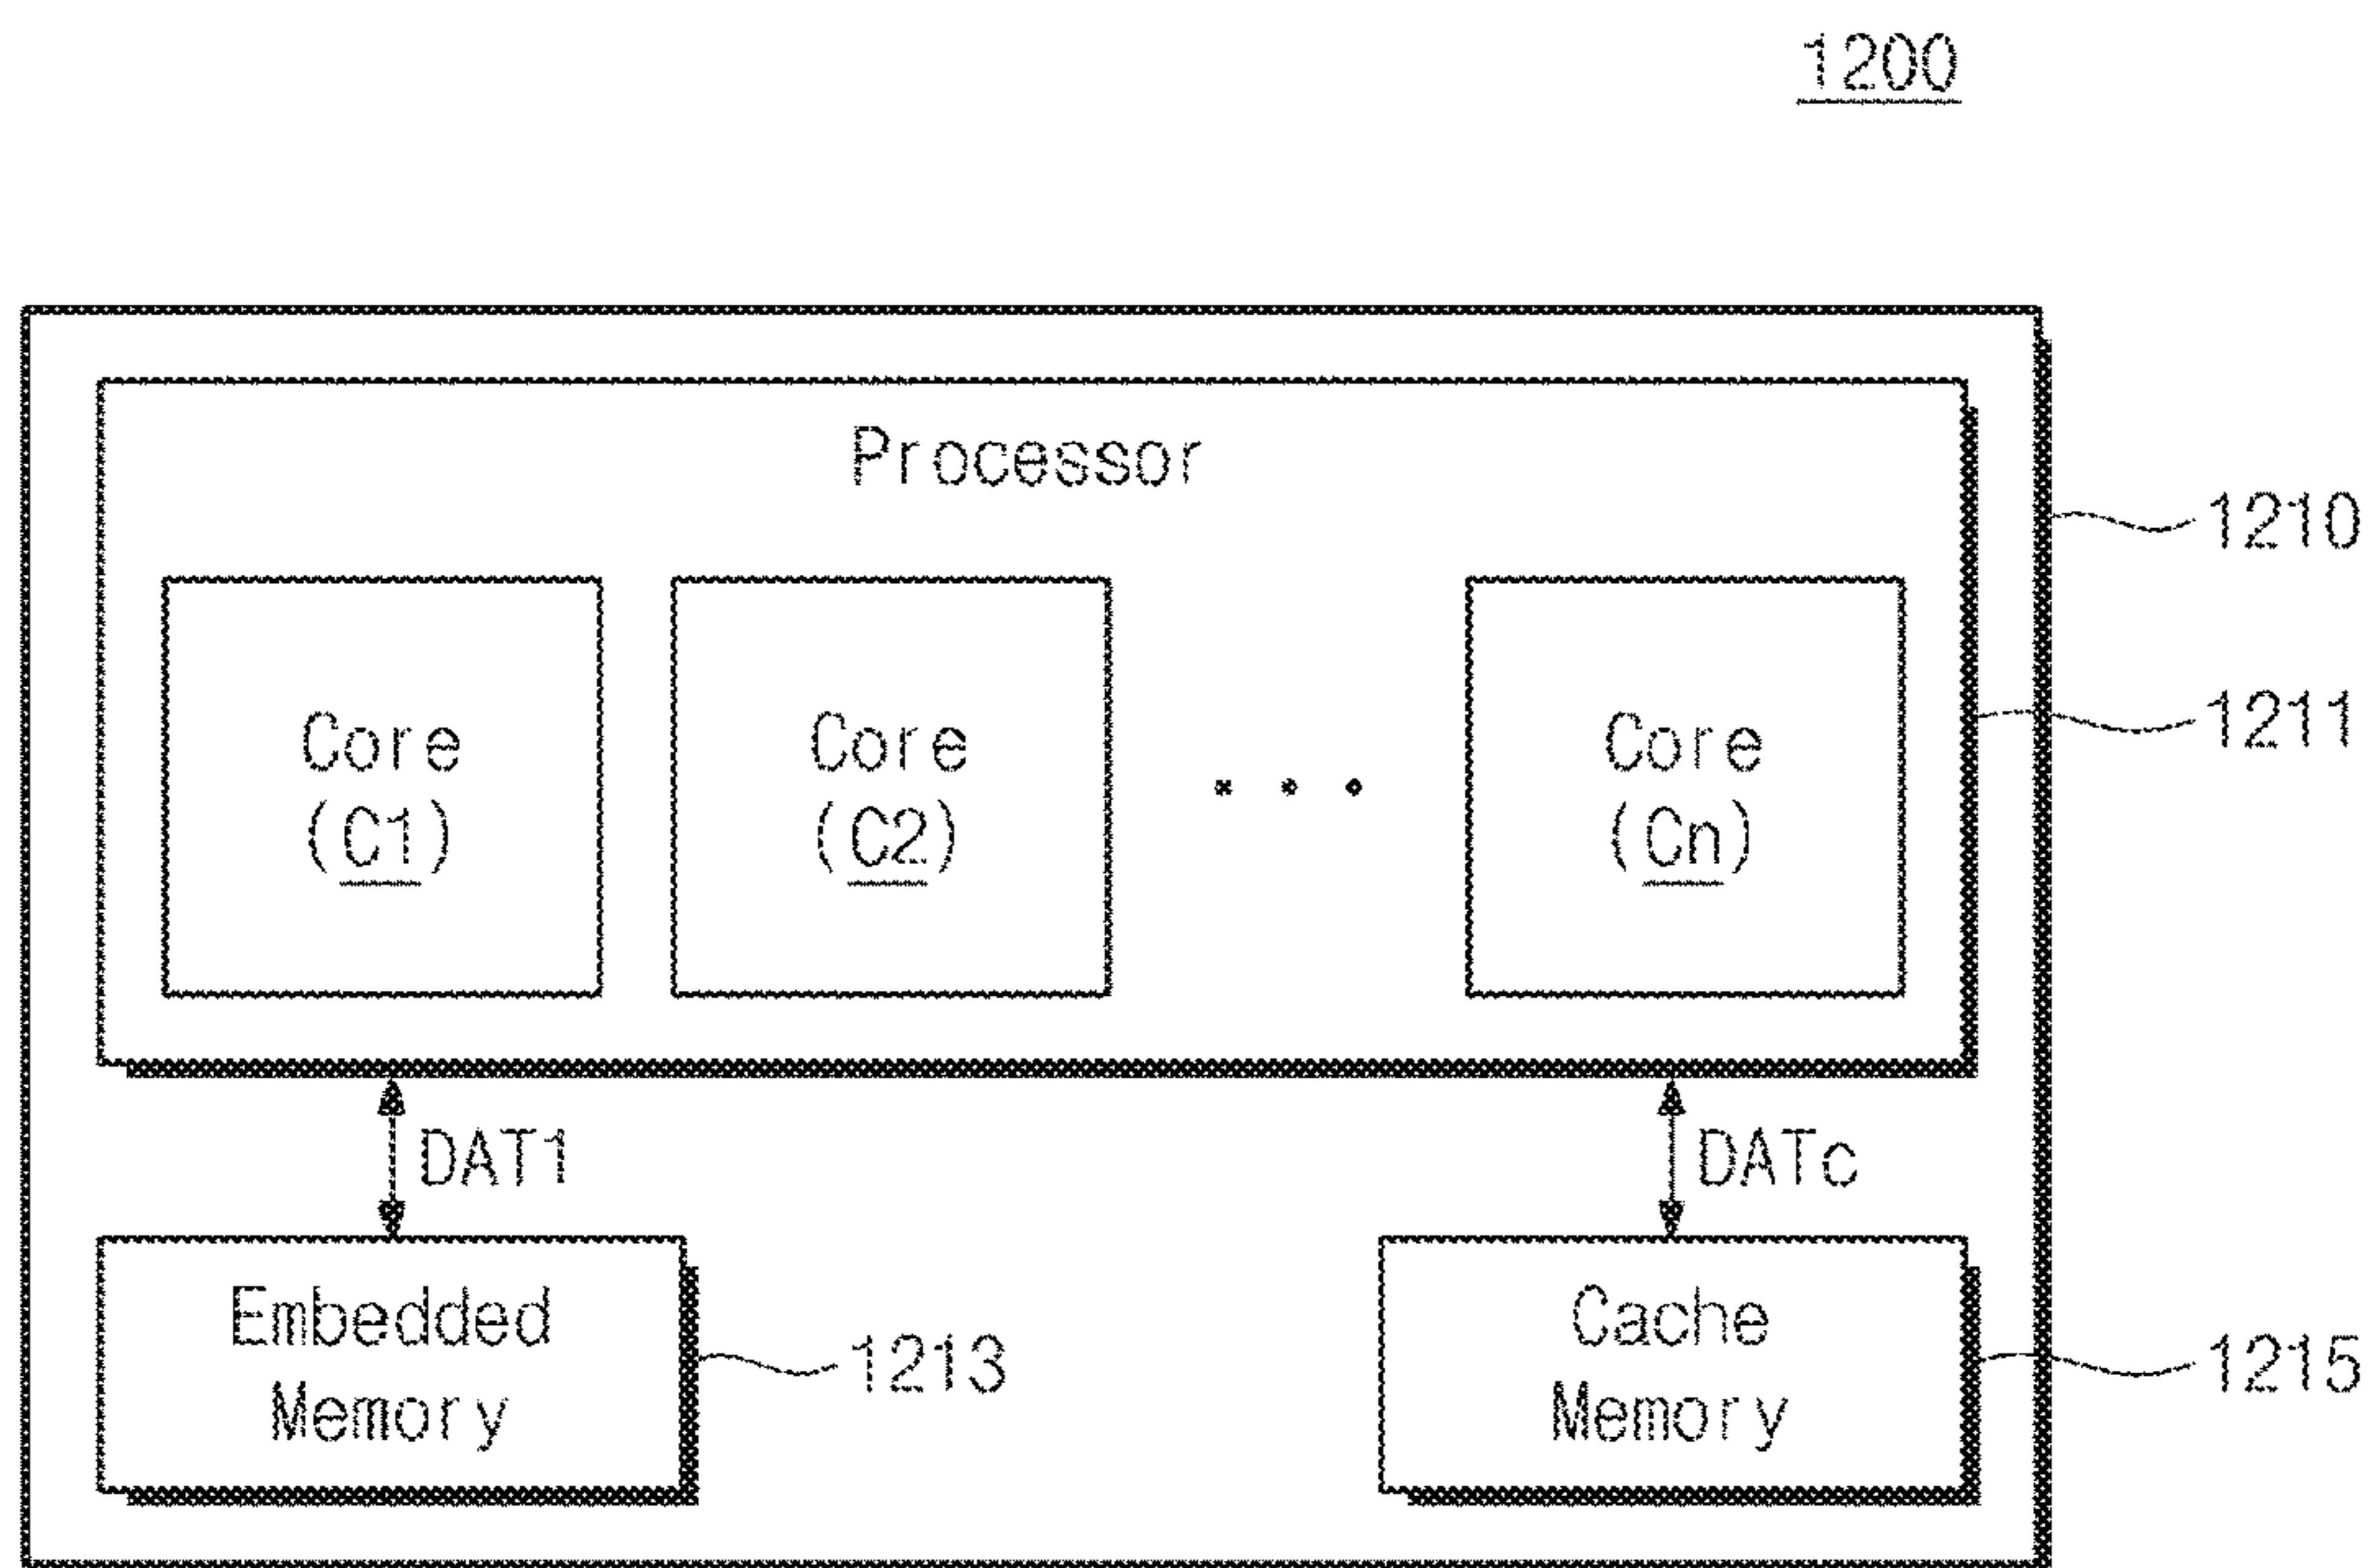 1200
Processor
1210
Core
(C1)
Core
(C2)
• • •
Core
(Cn)
1211
DAT1
DATc
Embedded
Memory
1213
Cache
Memory
1215